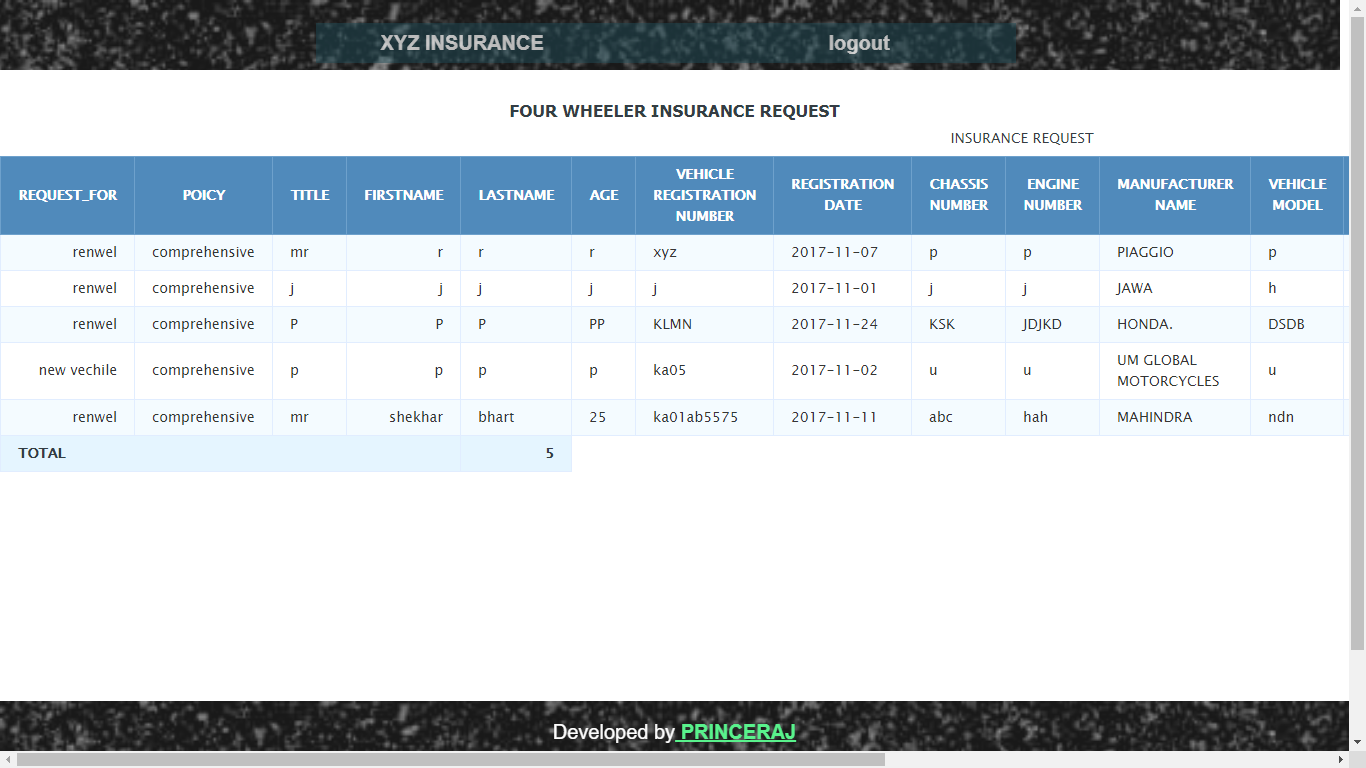 XYZ INSURANCE logout
FOUR WHEELER INSURANCE REQUEST
INSURANCE REQUEST
REQUEST_FOR POICY TITLE FIRSTNAME LASTNAME AGE VEHICLE REGISTRATION NUMBER REGISTRATION DATE CHASSIS NUMBER ENGINE NUMBER MANUFACTURER NAME VEHICLE MODEL
renwel comprehensive mr r r r xyz 2017-11-07 p p PIAGGIO p
renwel comprehensive j j j j j 2017-11-01 j j JAWA h
renwel comprehensive P P P PP KLMN 2017-11-24 KSK JDJKD HONDA. DSDB
new vechile comprehensive p p p p ka05 2017-11-02 u u UM GLOBAL MOTORCYCLES u
renwel comprehensive mr shekhar bhart 25 ka01ab5575 2017-11-11 abc hah MAHINDRA ndn
TOTAL 5
Developed by PRINCERAJ